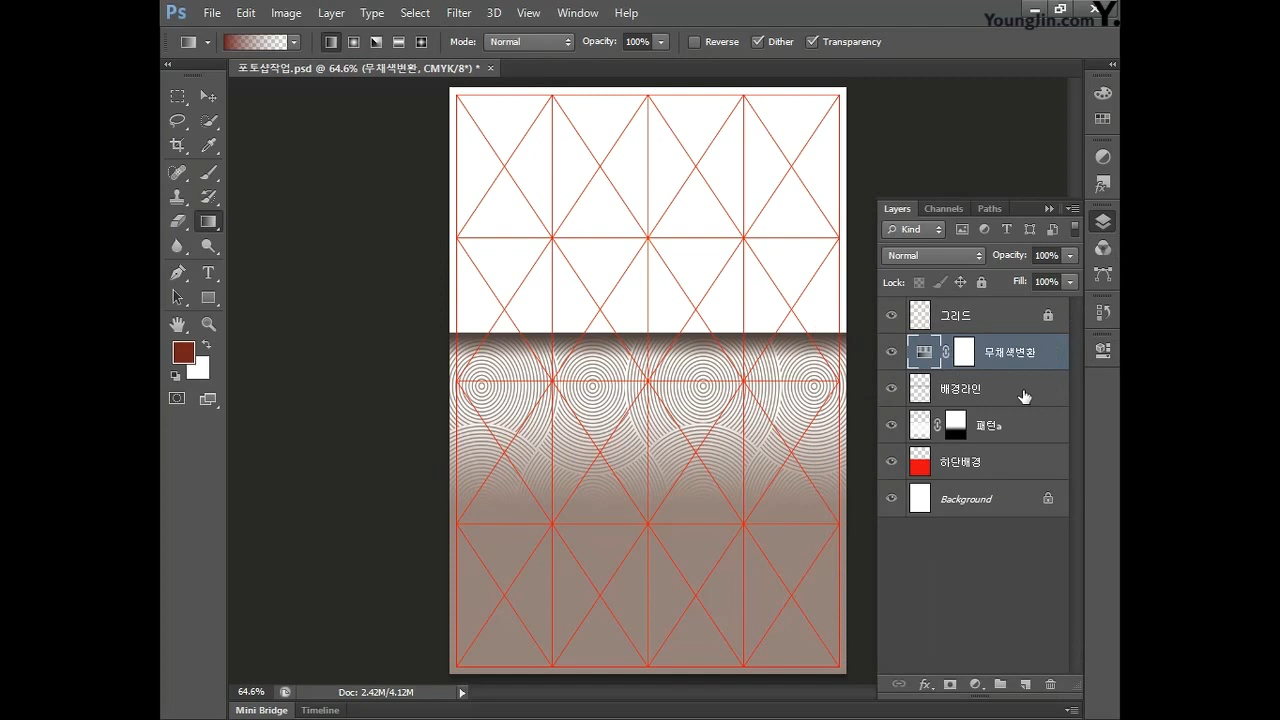 Ps File Edit Image Layer Type Select Filter 3D View Window Help
YoungJin.com Y.
Mode: Normal Opacity: 100% Reverse Dither Transparency
포토샵작업.psd @ 64.6% (무채색변환, CMYK/8*) * ×
Layers Channels Paths
Kind
Normal Opacity: 100%
Lock: Fill: 100%
그리드
무채색변환
배경라인
패턴a
하단배경
Background
64.6% Doc: 2.42M/4.12M
Mini Bridge Timeline